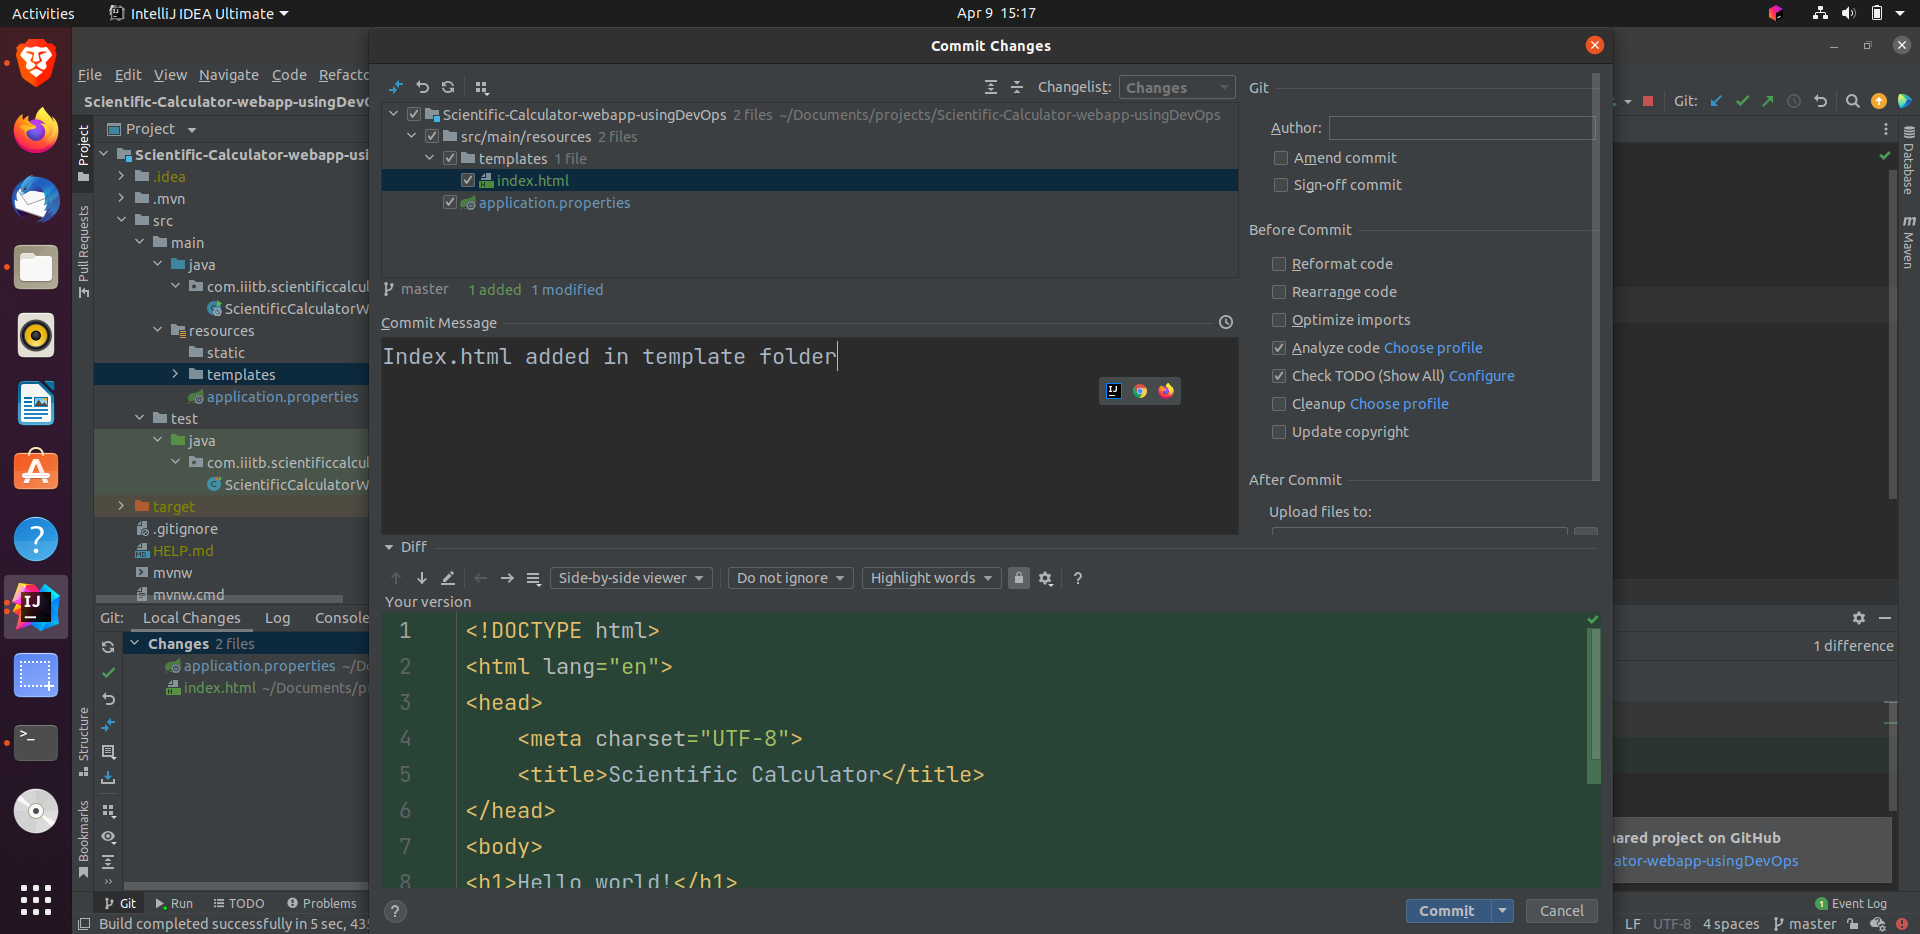 Activities
IntelliJ IDEA Ultimate
Apr 9 15:17
Commit Changes
File Edit View Navigate Code Refacto
Scientific-Calculator-webapp-usingDevO
Git:
Project
Scientific-Calculator-webapp-usi
.idea
.mvn
src
main
java
com.iiitb.scientificcalcul
ScientificCalculatorW
resources
static
templates
application.properties
test
java
com.iiitb.scientificcalcul
ScientificCalculatorW
target
.gitignore
HELP.md
mvnw
mvnw.cmd
Project
Pull Requests
Structure
Bookmarks
Git: Local Changes Log Console
Changes 2 files
application.properties ~/Do
index.html ~/Documents/p
Changelist: Changes
Scientific-Calculator-webapp-usingDevOps 2 files ~/Documents/projects/Scientific-Calculator-webapp-usingDevOps
src/main/resources 2 files
templates 1 file
index.html
application.properties
master 1 added 1 modified
Commit Message
Index.html added in template folder
Git
Author:
Amend commit
Sign-off commit
Before Commit
Reformat code
Rearrange code
Optimize imports
Analyze code Choose profile
Check TODO (Show All) Configure
Cleanup Choose profile
Update copyright
After Commit
Upload files to:
Diff
Side-by-side viewer Do not ignore Highlight words ?
Your version
1 <!DOCTYPE html>
2 <html lang="en">
3 <head>
4 <meta charset="UTF-8">
5 <title>Scientific Calculator</title>
6 </head>
7 <body>
8 <h1>Hello world!</h1>
? Commit Cancel
Database
m Maven
1 difference
hared project on GitHub
ator-webapp-usingDevOps
Git Run TODO Problems
1 Event Log
Build completed successfully in 5 sec, 435
LF UTF-8 4 spaces master